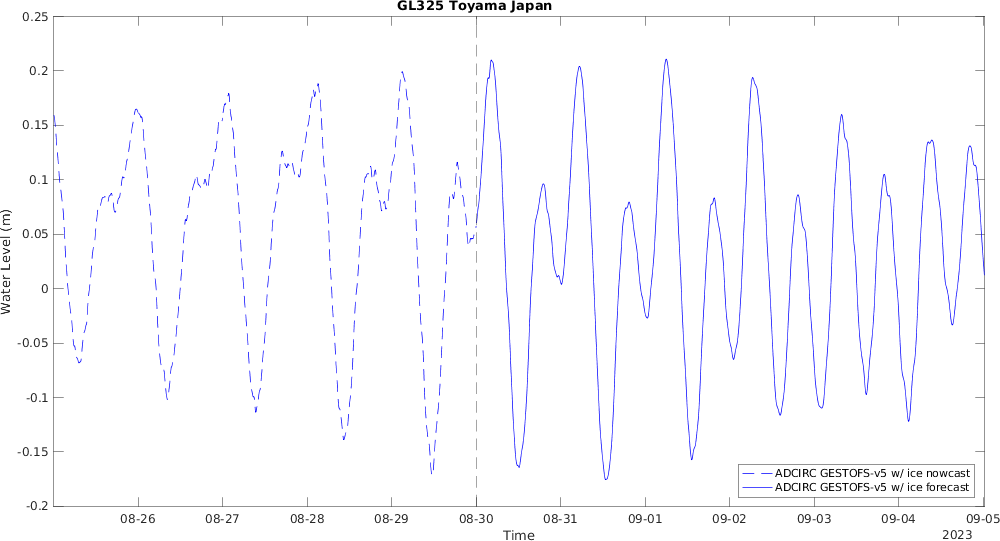 GL325 Toyama Japan
0.25
0.2
0.15
0.1
0.05
0
-0.05
-0.1
-0.15
-0.2
Water Level (m)
ADCIRC GESTOFS-v5 w/ ice nowcast
ADCIRC GESTOFS-v5 w/ ice forecast
08-26 08-27 08-28 08-29 08-30 08-31 09-01 09-02 09-03 09-04 09-05
Time
2023